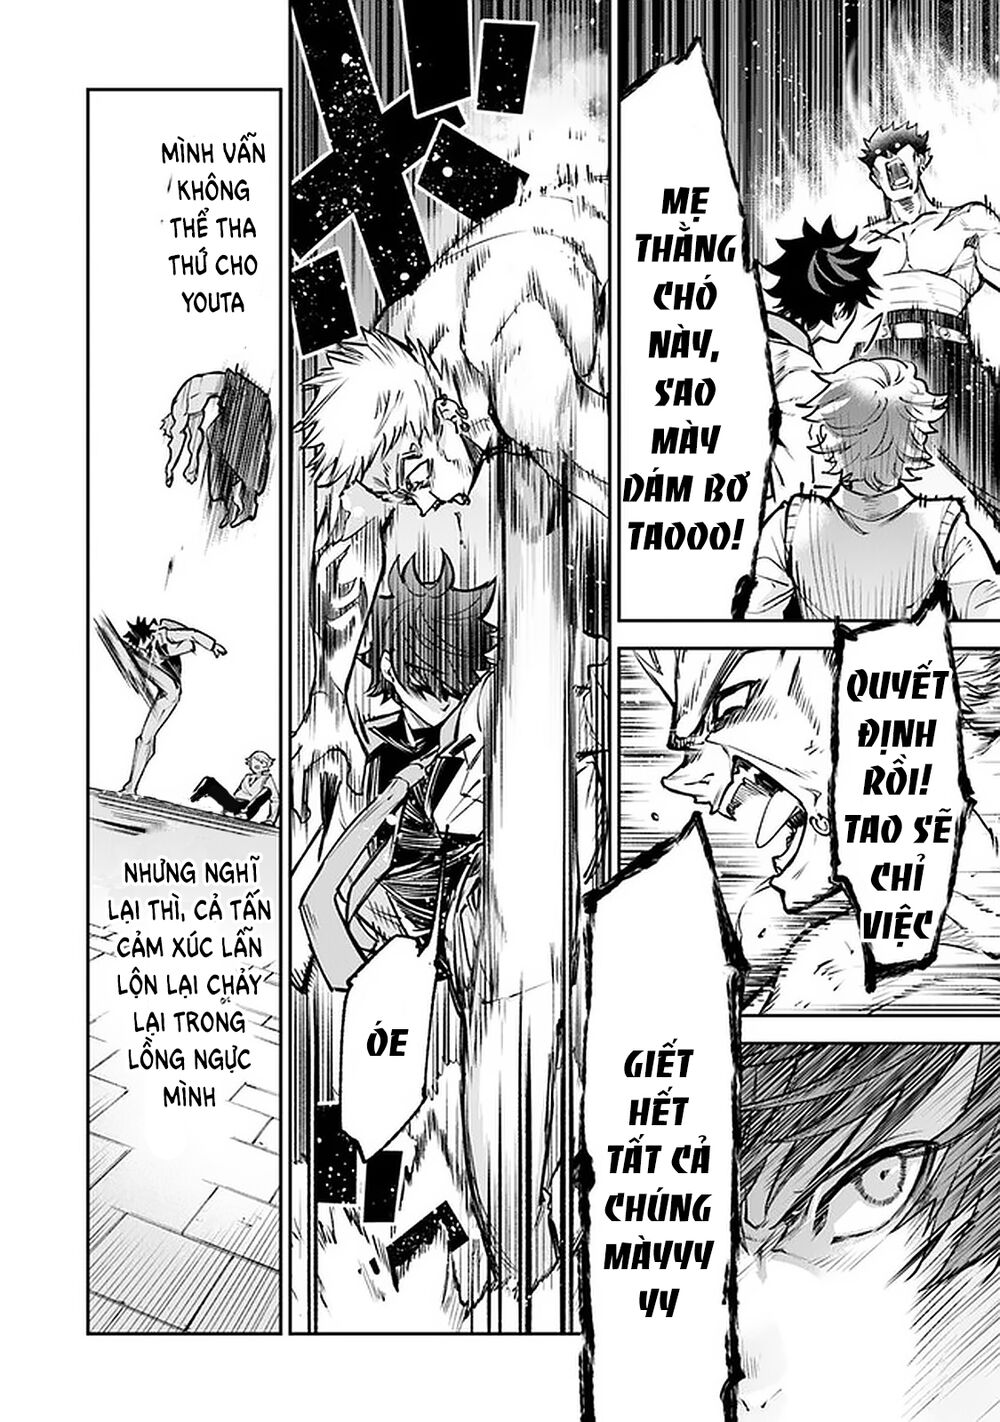 MẸ
THẰNG
CHÓ
NÀY,
SAO
MÀY
DÁM BƠ
TAOOO!
QUYẾT
ĐỊNH
RỒI!
TAO SẼ
CHỈ
VIỆC
GIẾT
HẾT
TẤT CẢ
CHÚNG
MÀYYY
YY
ÓE
MÌNH VẪN
KHÔNG
THỂ THA
THỨ CHO
YOUTA
NHƯNG NGHĨ
LẠI THÌ, CẢ TẤN
CẢM XÚC LẪN
LỘN LẠI CHẢY
LẠI TRONG
LỒNG NGỰC
MÌNH